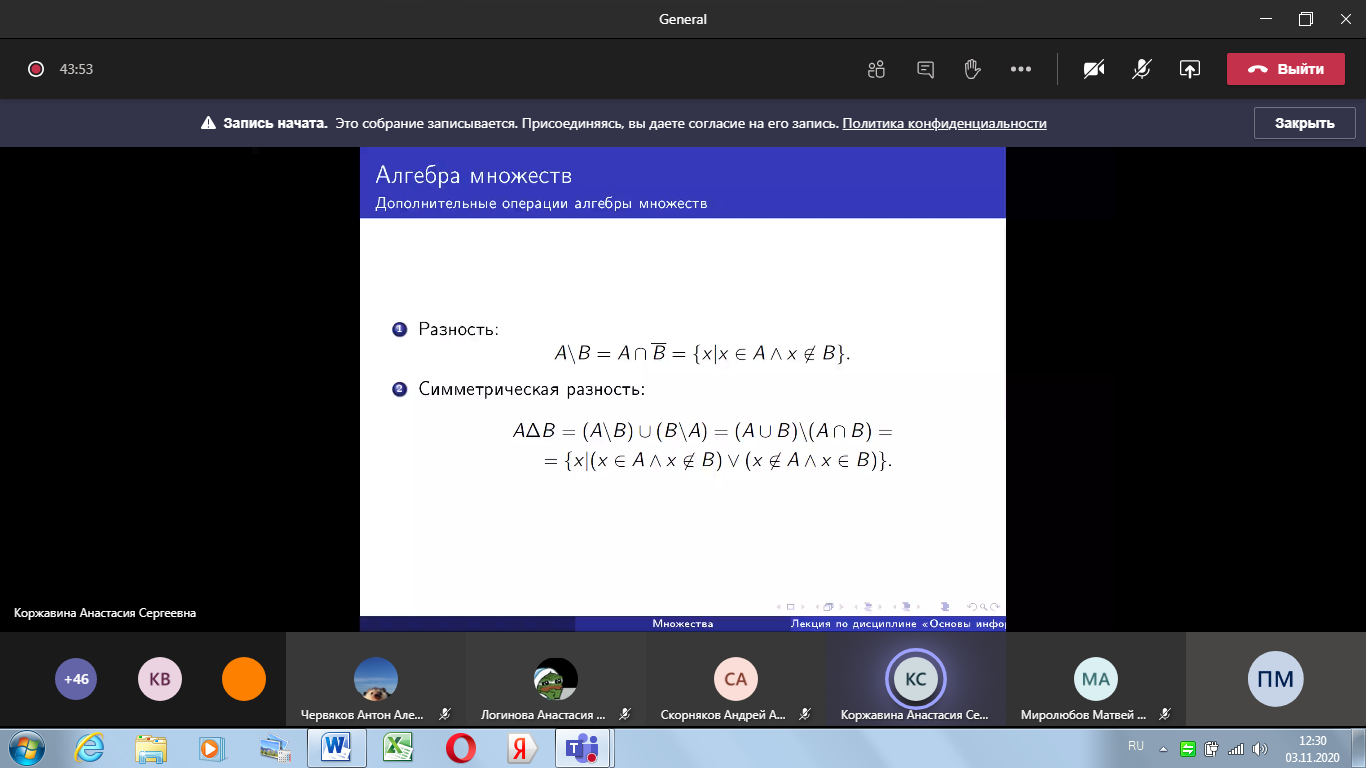 General
43:53
Выйти
Запись начата. Это собрание записывается. Присоединяясь, вы даете согласие на его запись. Политика конфиденциальности
Закрыть
Алгебра множеств
Дополнительные операции алгебры множеств
1 Разность:
A\B = A ∩ B̅ = {x|x ∈ A ∧ x ∉ B}.
2 Симметрическая разность:
AΔB = (A\B) ∪ (B\A) = (A ∪ B)\(A ∩ B) =
= {x|(x ∈ A ∧ x ∉ B) ∨ (x ∉ A ∧ x ∈ B)}.
Коржавина Анастасия Сергеевна
Множества
Лекция по дисциплине «Основы инфор
+46
КВ
СА
КС
МА
ПМ
Червяков Антон Але...
Логинова Анастасия ...
Скорняков Андрей А...
Коржавина Анастасия Се...
Миролюбов Матвей ...
RU
12:30
03.11.2020